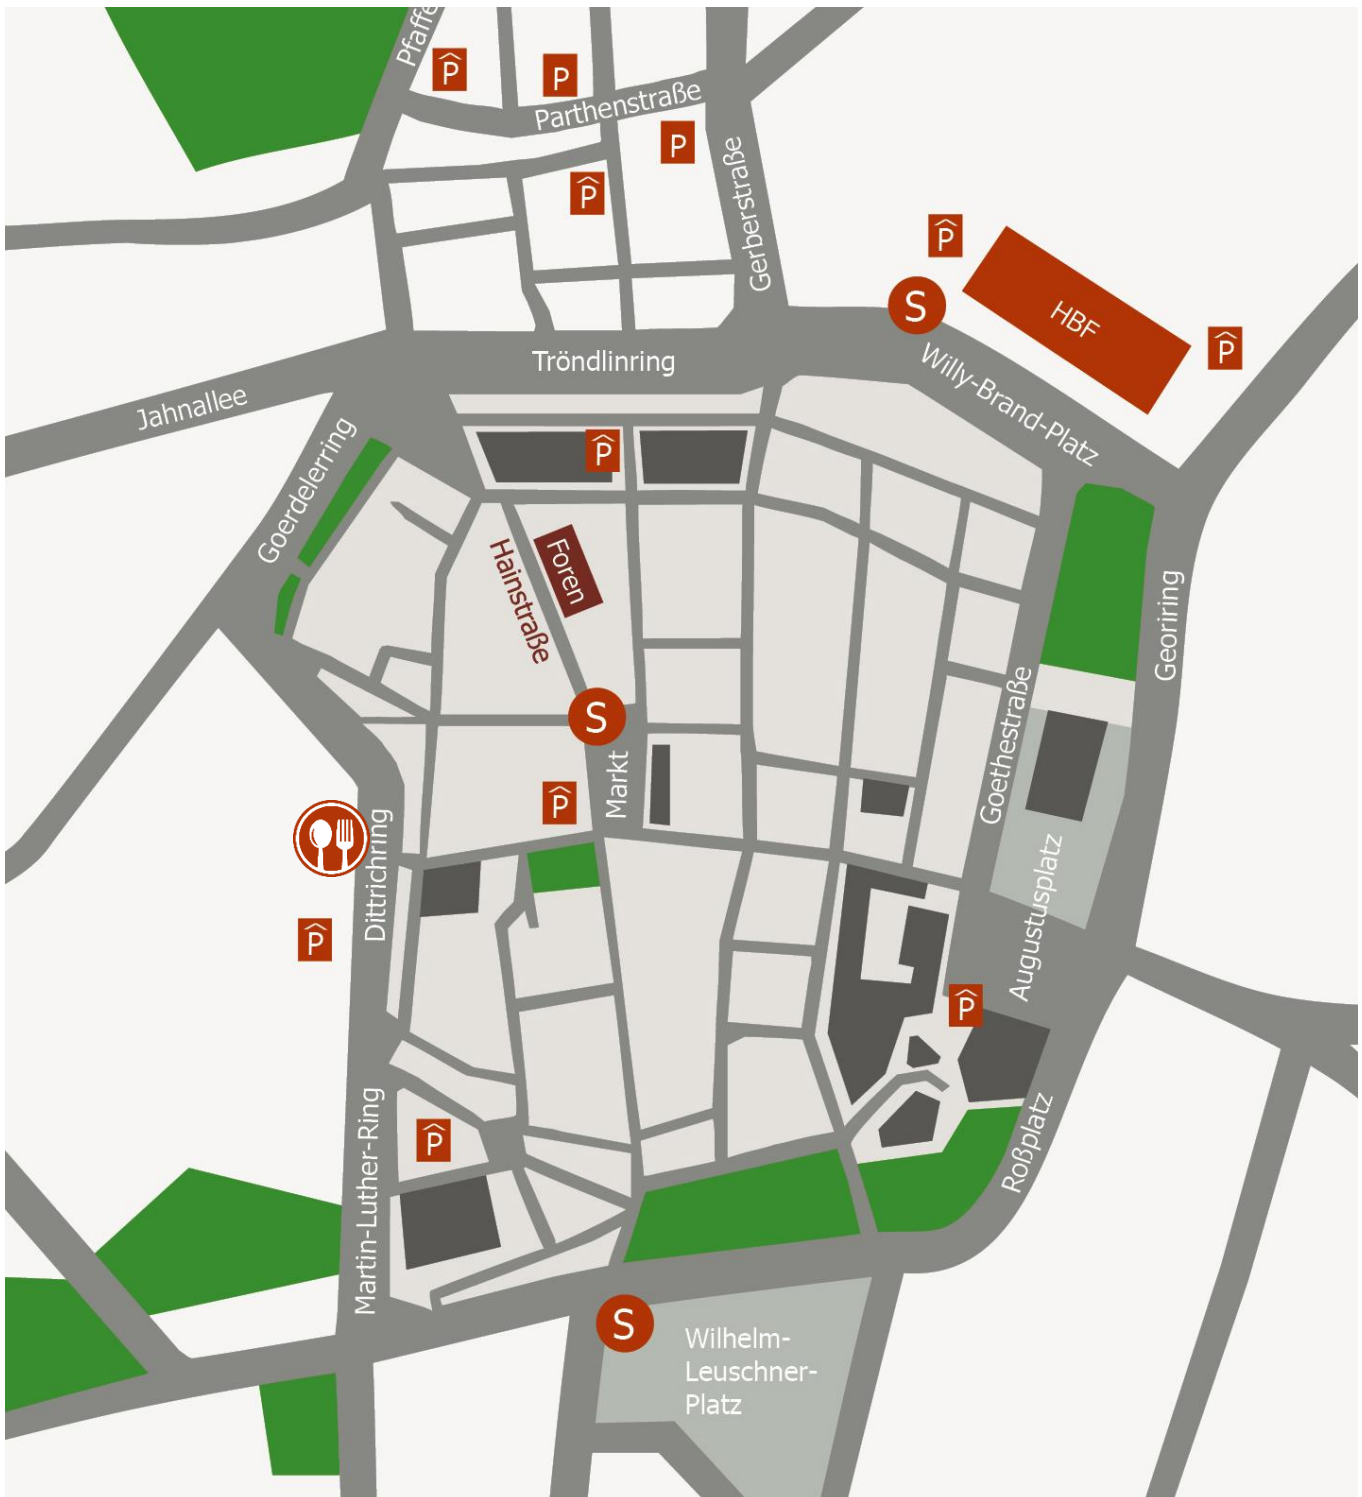 Pfaffe
P
P
Parthenstraße
P
P
Gerberstraße
P
S
HBF
P
Willy-Brand-Platz
Tröndlinring
Jahnallee
Goerdelerring
P
Foren
Hainstraße
Georiring
Goethestraße
S
Markt
P
Dittrichring
P
Augustusplatz
P
Roßplatz
P
Martin-Luther-Ring
S
Wilhelm-
Leuschner-
Platz